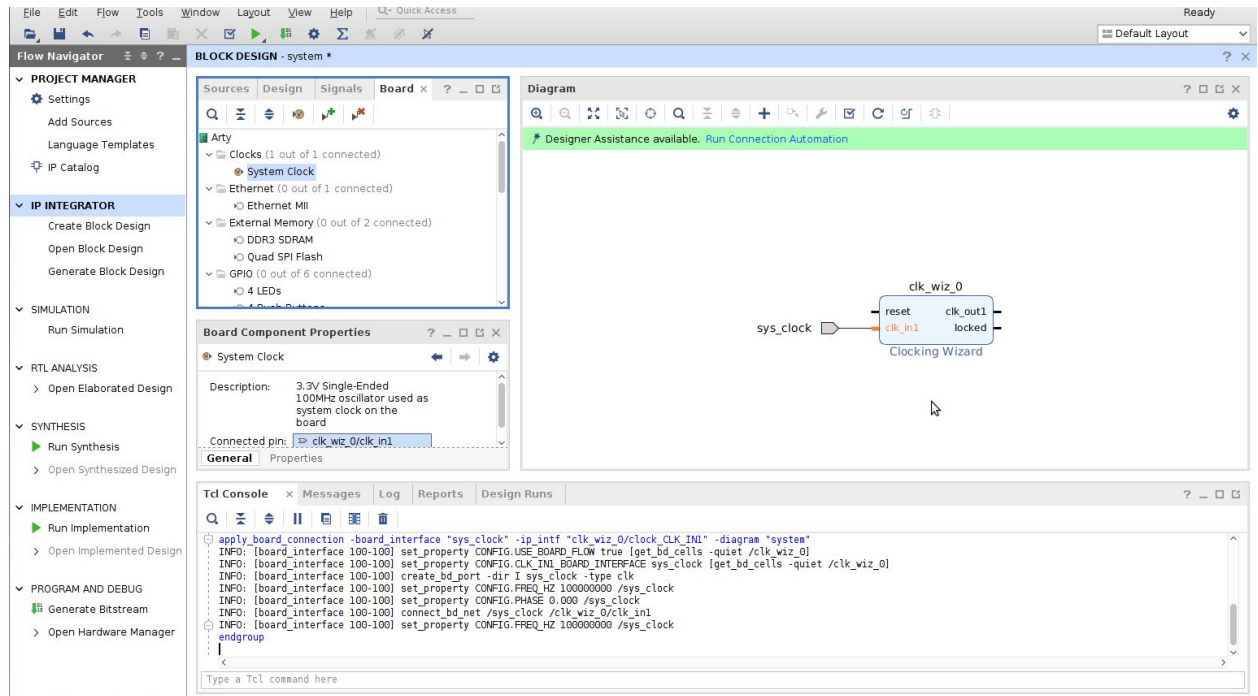 File Edit Flow Tools Window Layout View Help Q- Quick Access Ready
Default Layout
Flow Navigator
PROJECT MANAGER
Settings
Add Sources
Language Templates
IP Catalog
IP INTEGRATOR
Create Block Design
Open Block Design
Generate Block Design
SIMULATION
Run Simulation
RTL ANALYSIS
Open Elaborated Design
SYNTHESIS
Run Synthesis
Open Synthesized Design
IMPLEMENTATION
Run Implementation
Open Implemented Design
PROGRAM AND DEBUG
Generate Bitstream
Open Hardware Manager
BLOCK DESIGN - system *
Sources Design Signals Board
Arty
Clocks (1 out of 1 connected)
System Clock
Ethernet (0 out of 1 connected)
Ethernet MII
External Memory (0 out of 2 connected)
DDR3 SDRAM
Quad SPI Flash
GPIO (0 out of 6 connected)
4 LEDs
4 Push Buttons
Board Component Properties
System Clock
Description: 3.3V Single-Ended
100MHz oscillator used as
system clock on the
board
Connected pin: clk_wiz_0/clk_in1
General Properties
Diagram
Designer Assistance available. Run Connection Automation
clk_wiz_0
reset clk_out1
sys_clock clk_in1 locked
Clocking Wizard
Tcl Console Messages Log Reports Design Runs
apply_board_connection -board_interface "sys_clock" -ip_intf "clk_wiz_0/clock_CLK_IN1" -diagram "system"
INFO: [board_interface 100-100] set_property CONFIG.USE_BOARD_FLOW true [get_bd_cells -quiet /clk_wiz_0]
INFO: [board_interface 100-100] set_property CONFIG.CLK_IN1_BOARD_INTERFACE sys_clock [get_bd_cells -quiet /clk_wiz_0]
INFO: [board_interface 100-100] create_bd_port -dir I sys_clock -type clk
INFO: [board_interface 100-100] set_property CONFIG.FREQ_HZ 100000000 /sys_clock
INFO: [board_interface 100-100] set_property CONFIG.PHASE 0.000 /sys_clock
INFO: [board_interface 100-100] connect_bd_net /sys_clock /clk_wiz_0/clk_in1
INFO: [board_interface 100-100] set_property CONFIG.FREQ_HZ 100000000 /sys_clock
endgroup
Type a Tcl command here